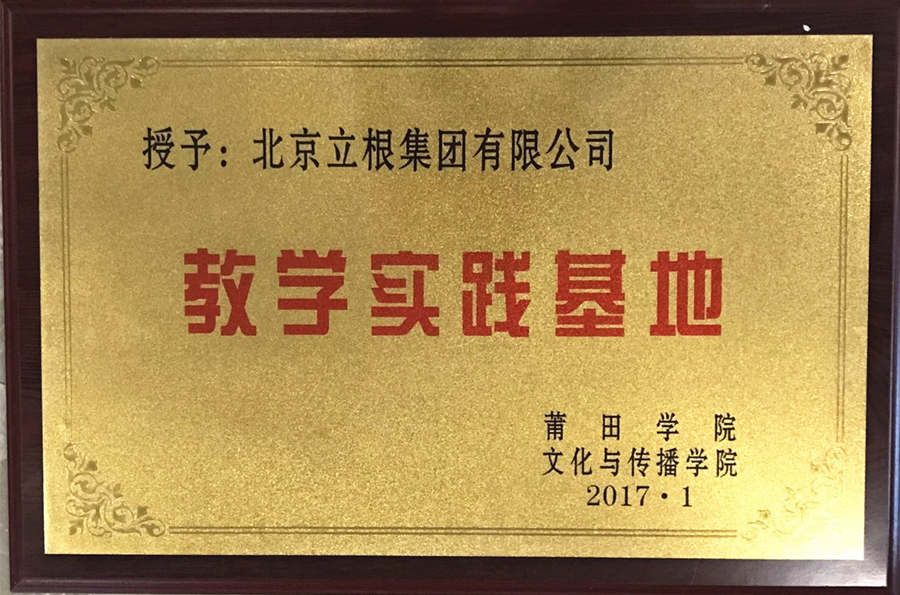 授予：北京立根集团有限公司
教学实践基地
莆田学院
文化与传播学院
2017·1